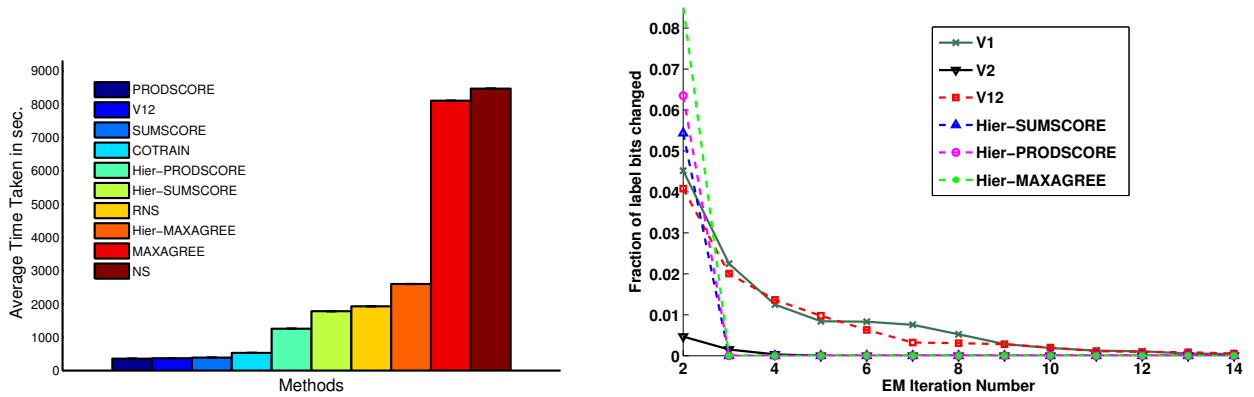 Average Time Taken in sec.
9000
8000
7000
6000
5000
4000
3000
2000
1000
0
PRODSCORE
V12
SUMSCORE
COTRAIN
Hier-PRODSCORE
Hier-SUMSCORE
RNS
Hier-MAXAGREE
MAXAGREE
NS
Methods
Fraction of label bits changed
0.08
0.07
0.06
0.05
0.04
0.03
0.02
0.01
0
V1
V2
V12
Hier-SUMSCORE
Hier-PRODSCORE
Hier-MAXAGREE
2 4 6 8 10 12 14
EM Iteration Number